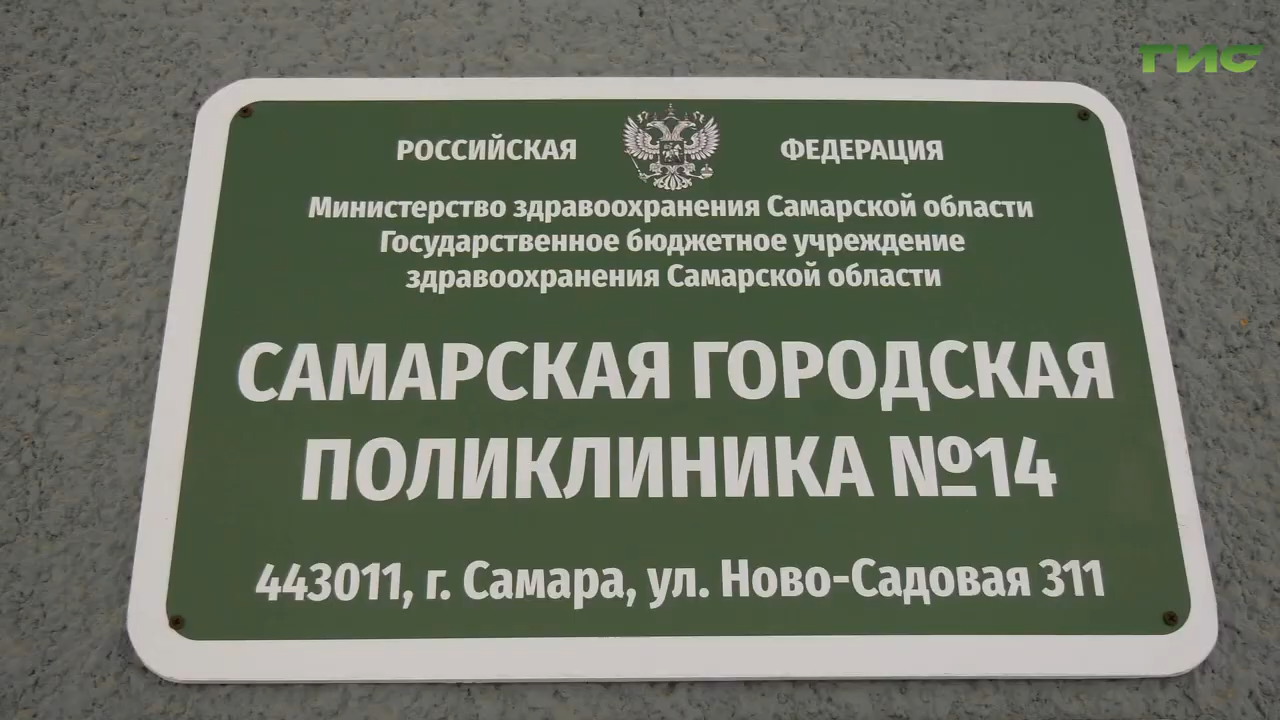 ГИС
РОССИЙСКАЯ ФЕДЕРАЦИЯ
Министерство здравоохранения Самарской области
Государственное бюджетное учреждение
здравоохранения Самарской области
САМАРСКАЯ ГОРОДСКАЯ
ПОЛИКЛИНИКА №14
443011, г. Самара, ул. Ново-Садовая 311